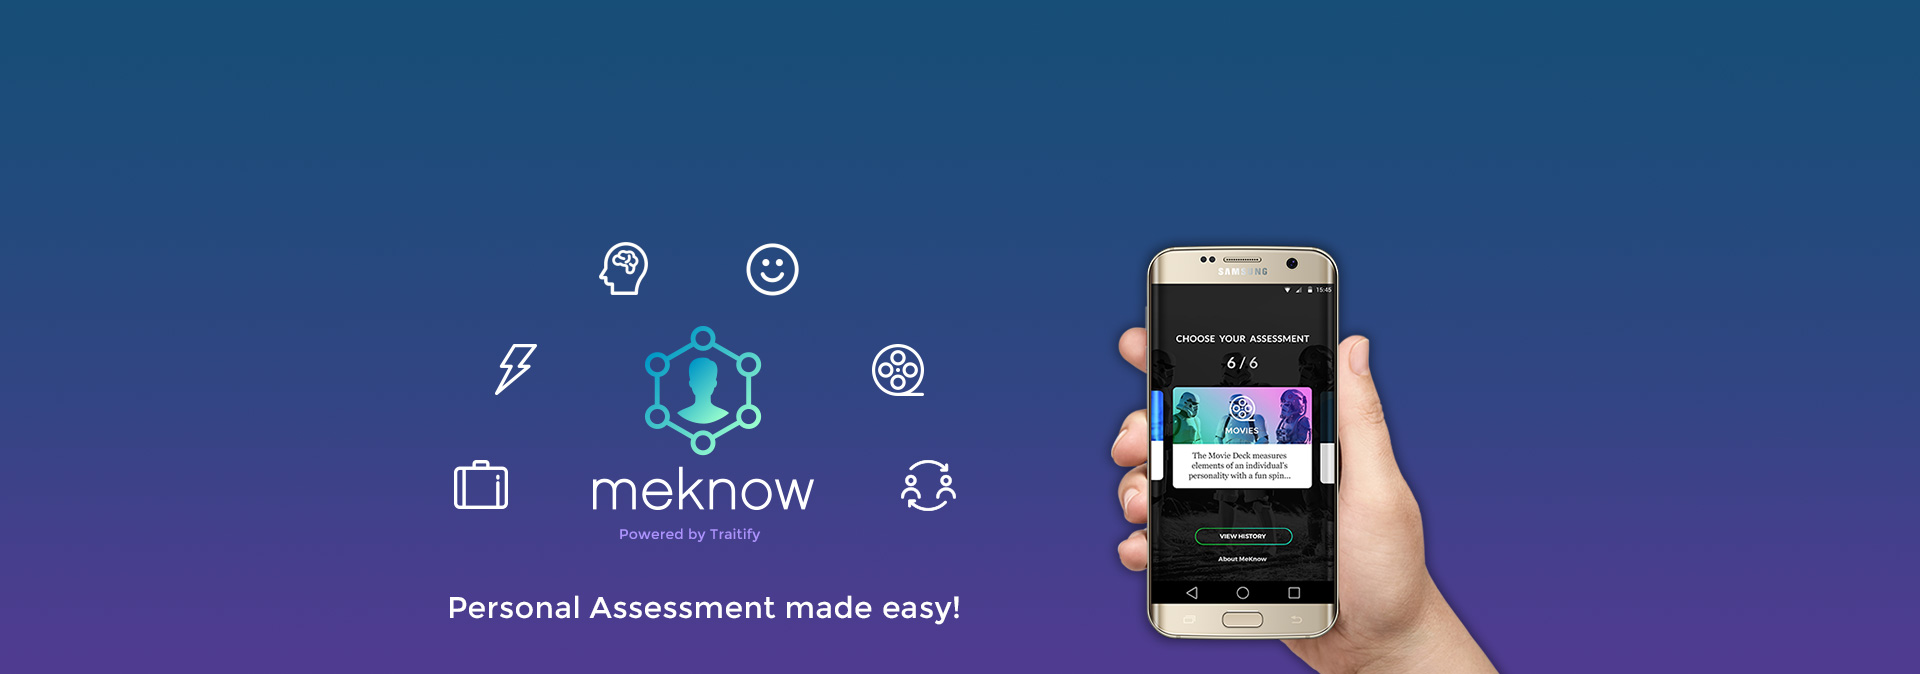 meknow
Powered by Traitify
Personal Assessment made easy!
SAMSUNG
15:45
CHOOSE YOUR ASSESSMENT
6 / 6
MOVIES
The Movie Deck measures
elements of an individual's
personality with a fun spin...
VIEW HISTORY
About MeKnow